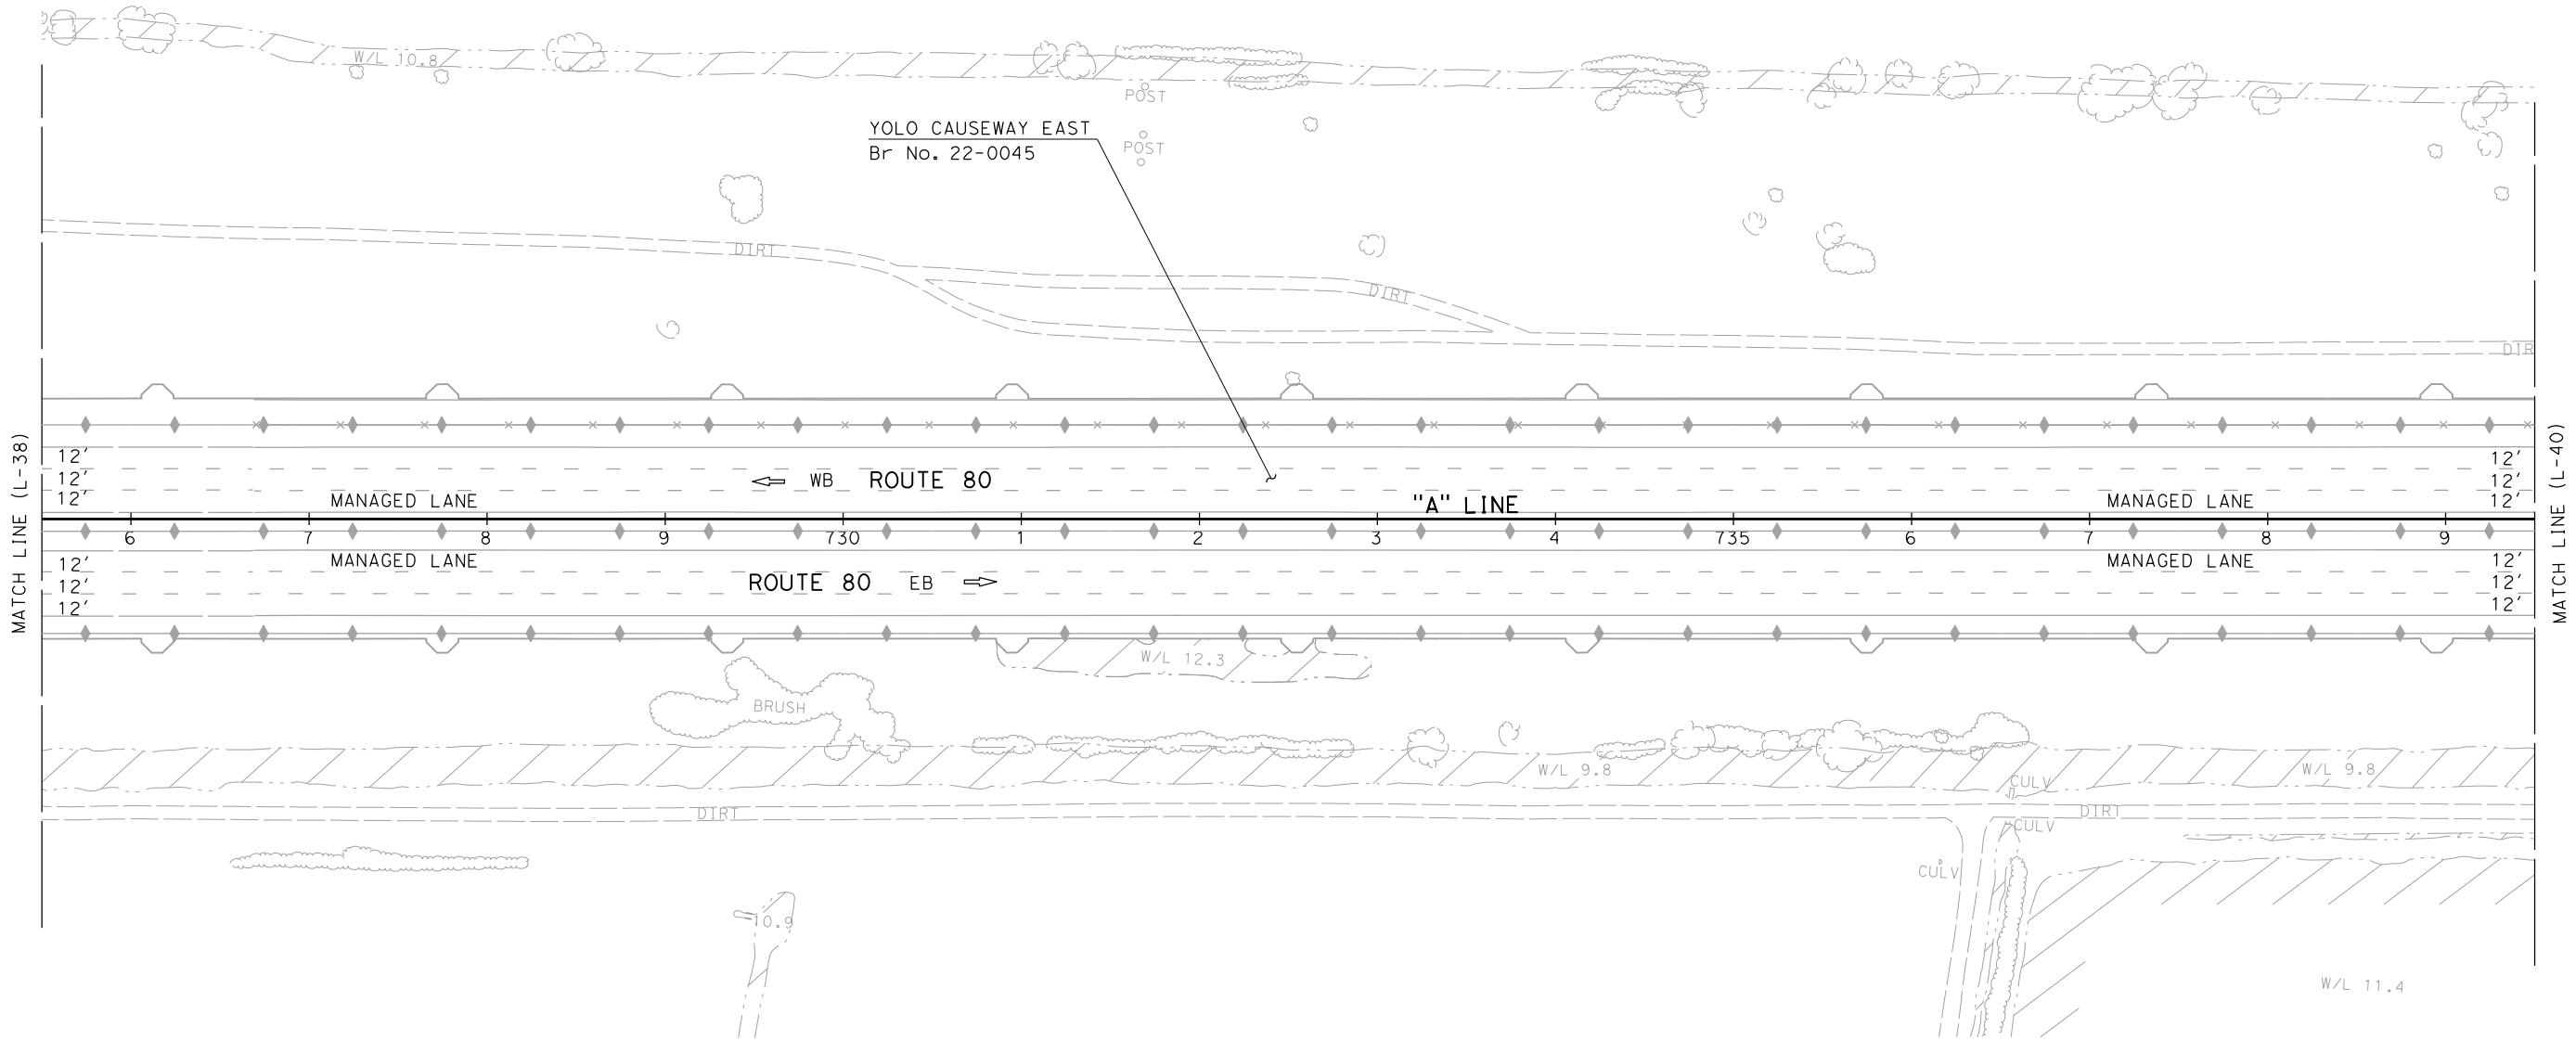 W/L 10.8
POST
POST
YOLO CAUSEWAY EAST
Br No. 22-0045
DIRT
DIRT
DIR
MATCH LINE (L-38)
MATCH LINE (L-40)
12'
12'
12'
12'
12'
12'
WB ROUTE 80
MANAGED LANE
"A" LINE
MANAGED LANE
6 7 8 9 730 1 2 3 4 735 6 7 8 9
MANAGED LANE
MANAGED LANE
12'
12'
12'
12'
12'
12'
ROUTE 80 EB
W/L 12.3
BRUSH
W/L 9.8
W/L 9.8
CULV
DIRT
DIRT
CULV
CULV
10.9
W/L 11.4